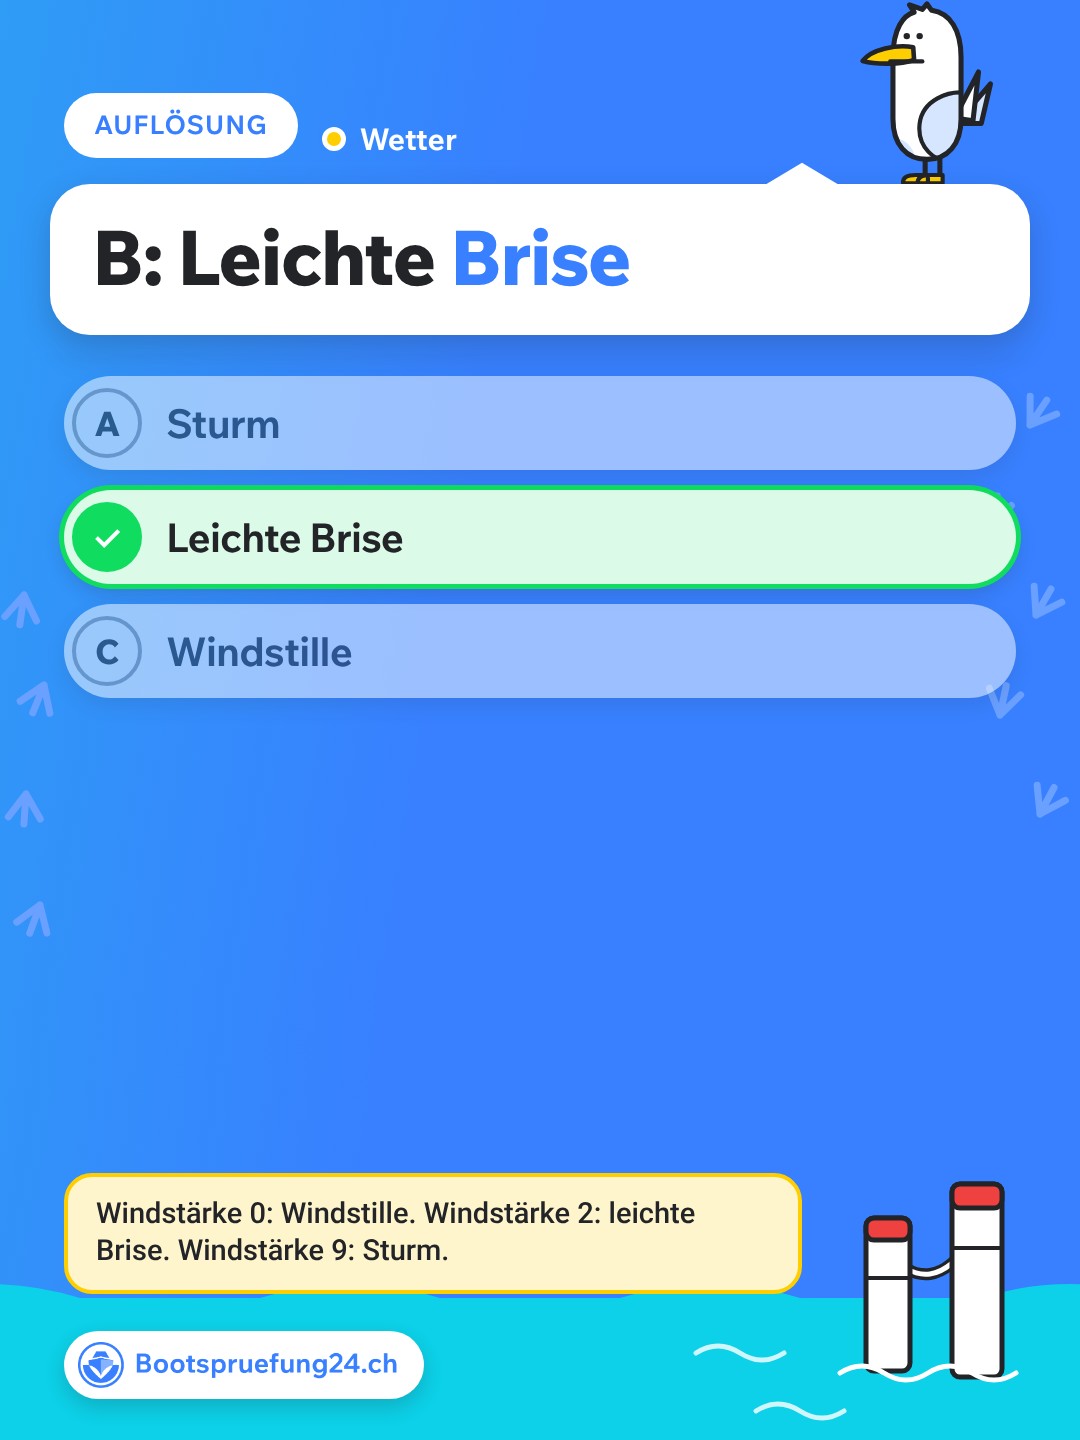 AUFLÖSUNG
Wetter
B: Leichte Brise
A Sturm
Leichte Brise
C Windstille
Windstärke 0: Windstille. Windstärke 2: leichte
Brise. Windstärke 9: Sturm.
Bootspruefung24.ch